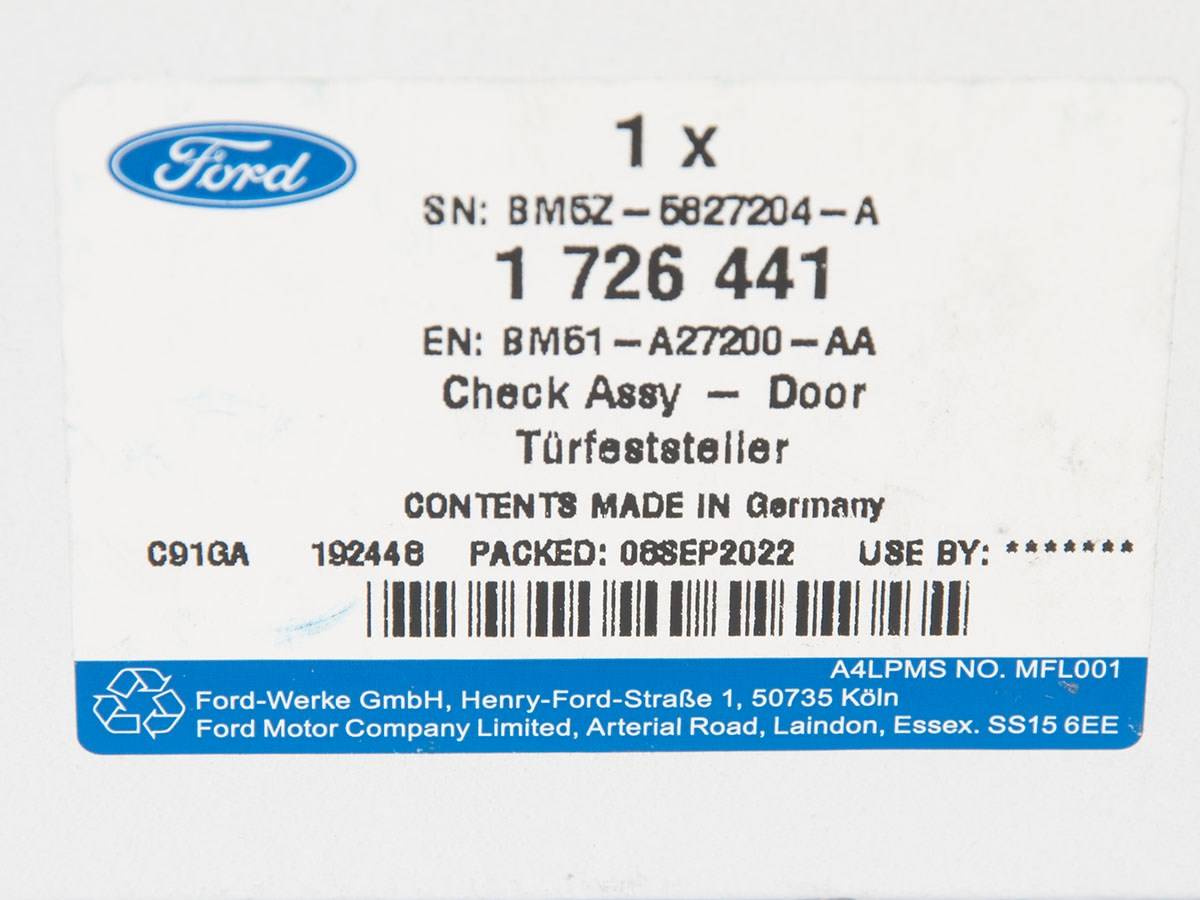 Ford
1 x
SN: BM5Z-5827204-A
1 726 441
EN: BM51-A27200-AA
Check Assy - Door
Türfeststeller
CONTENTS MADE IN Germany
C91GA 192448 PACKED: 08SEP2022 USE BY: *******
A4LPMS NO. MFL001
Ford-Werke GmbH, Henry-Ford-Straße 1, 50735 Köln
Ford Motor Company Limited, Arterial Road, Laindon, Essex. SS15 6EE